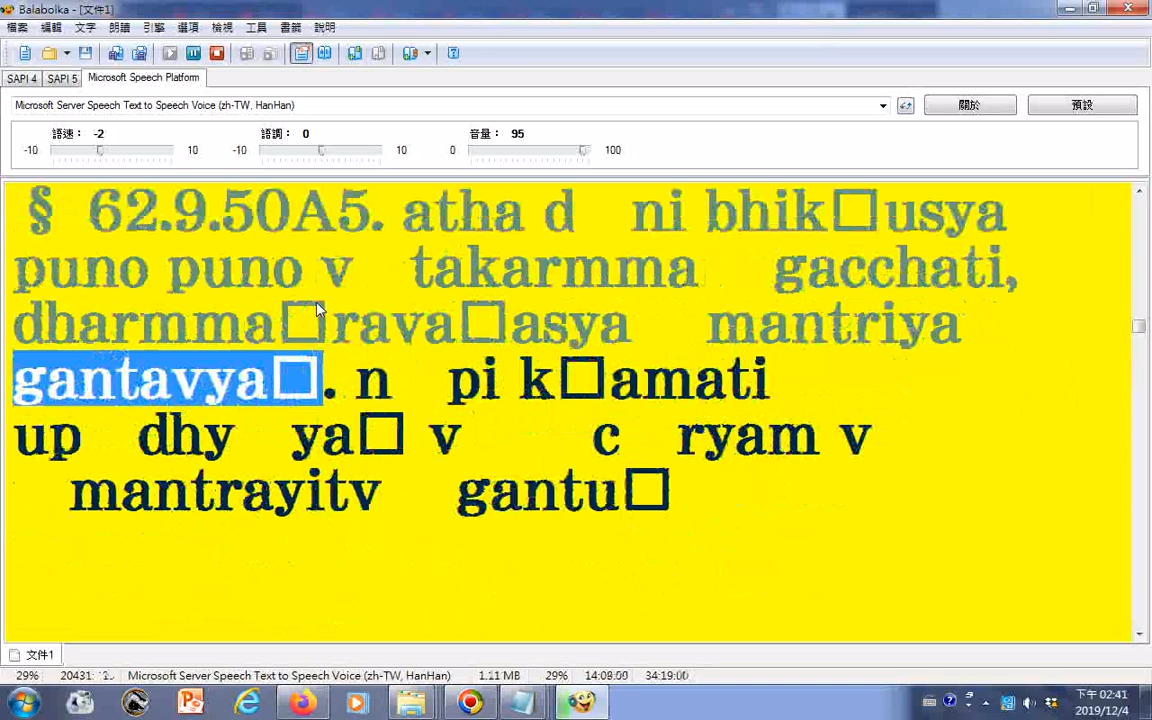 Balabolka - [文件1]
檔案 編輯 文字 朗讀 引擎 選項 檢視 工具 書籤 說明
SAPI 4 SAPI 5 Microsoft Speech Platform
Microsoft Server Speech Text to Speech Voice (zh-TW, HanHan) 關於 預設
語速： -2 語調： 0 音量： 95
-10 10 -10 10 0 100
§ 62.9.50A5. atha d ni bhik□usya
puno puno v takarmma gacchati,
dharmma□rava□asya mantriya
gantavya□. n pi k□amati
up dhy ya□ v c ryam v
mantrayitv gantu□
文件1
29% Microsoft Server Speech Text to Speech Voice (zh-TW, HanHan) 1.11 MB 29% 14:08:00 34:19:00
下午 02:41
2019/12/4